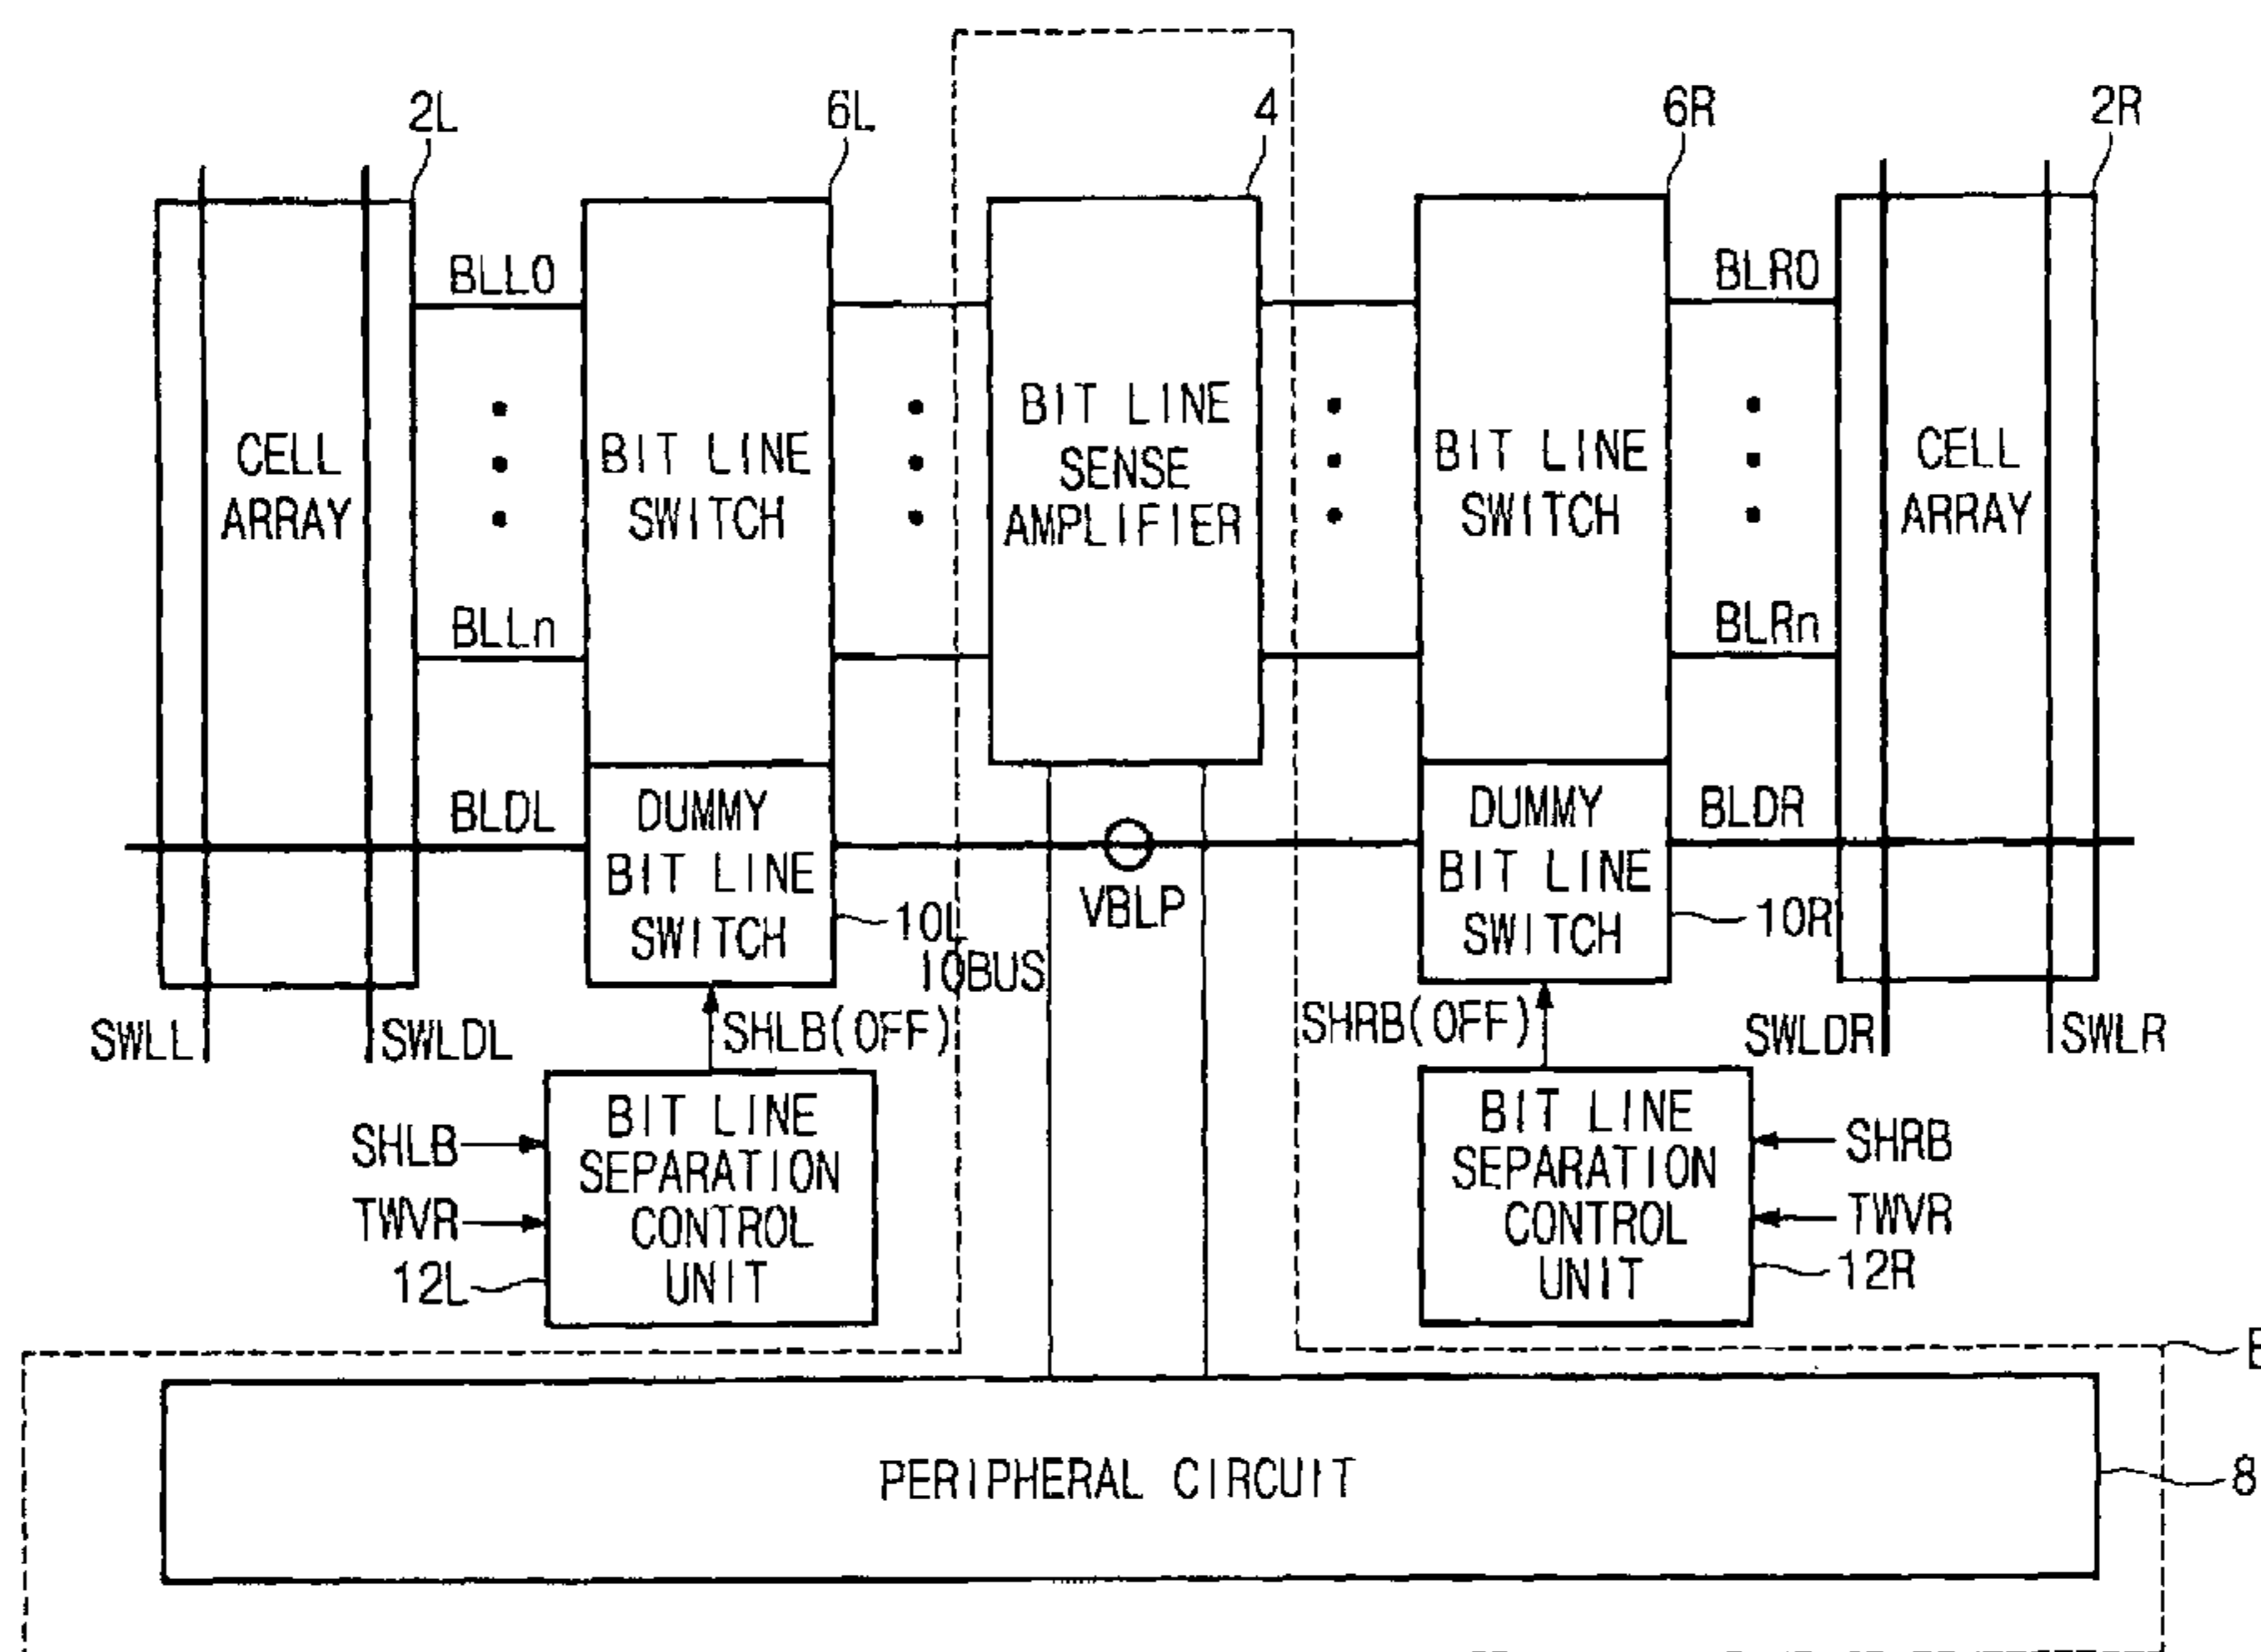 2L 6L 4 6R 2R
BLL0 BLR0
CELL
ARRAY
BIT LINE
SWITCH
BIT LINE
SENSE
AMPLIFIER
BIT LINE
SWITCH
CELL
ARRAY
BLLn BLRn
BLDL
DUMMY
BIT LINE
SWITCH
VBLP
DUMMY
BIT LINE
SWITCH
BLDR
10L
10R
IOBUS
SWLL SWLDL SHLB(OFF) SHRB(OFF) SWLDR SWLR
SHLB
TWVR
12L
BIT LINE
SEPARATION
CONTROL
UNIT
BIT LINE
SEPARATION
CONTROL
UNIT
SHRB
TWVR
12R
PERIPHERAL CIRCUIT
8